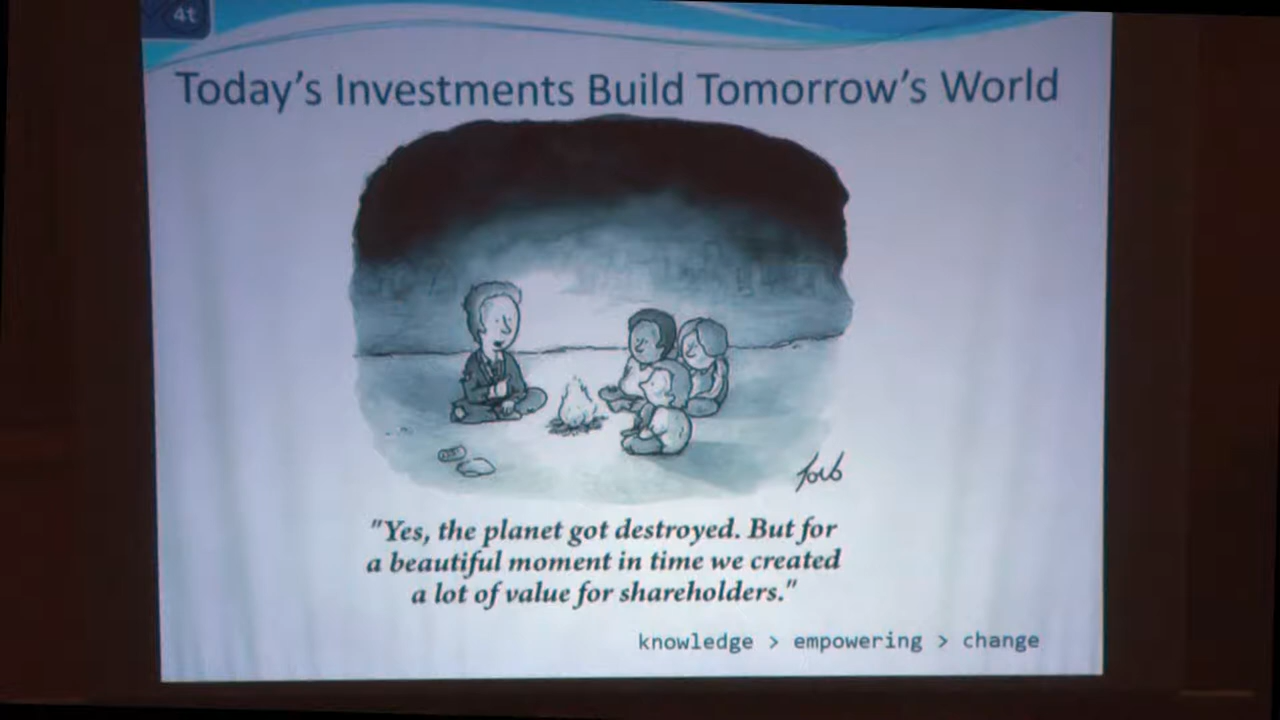 4t
Today's Investments Build Tomorrow's World
"Yes, the planet got destroyed. But for
a beautiful moment in time we created
a lot of value for shareholders."
knowledge > empowering > change